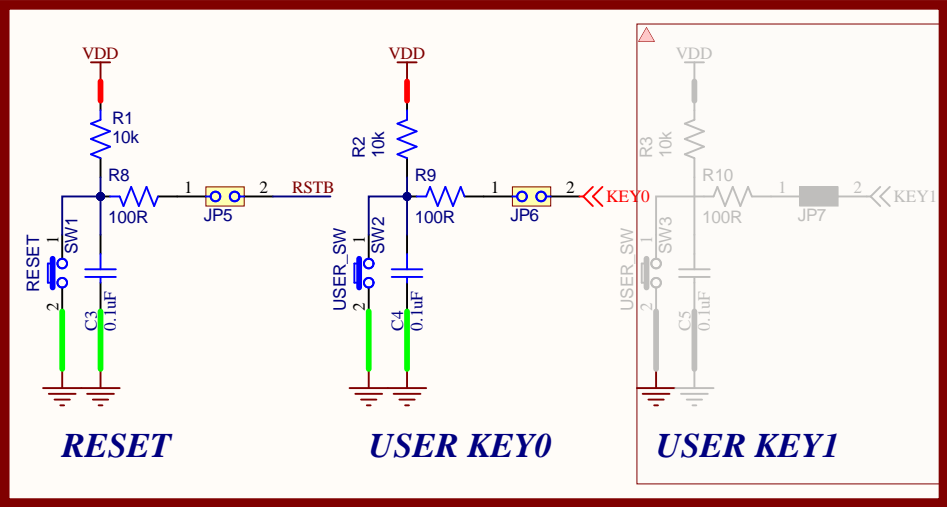 VDD
R1
10k
R8
100R
1
2
RSTB
JP5
RESET
1
2
SW1
C3
0.1uF
RESET
VDD
R2
10k
R9
100R
1
2
KEY0
JP6
USER_SW
1
2
SW2
C4
0.1uF
USER KEY0
VDD
R3
10k
R10
100R
1
2
KEY1
JP7
USER_SW
1
2
SW3
C5
0.1uF
USER KEY1